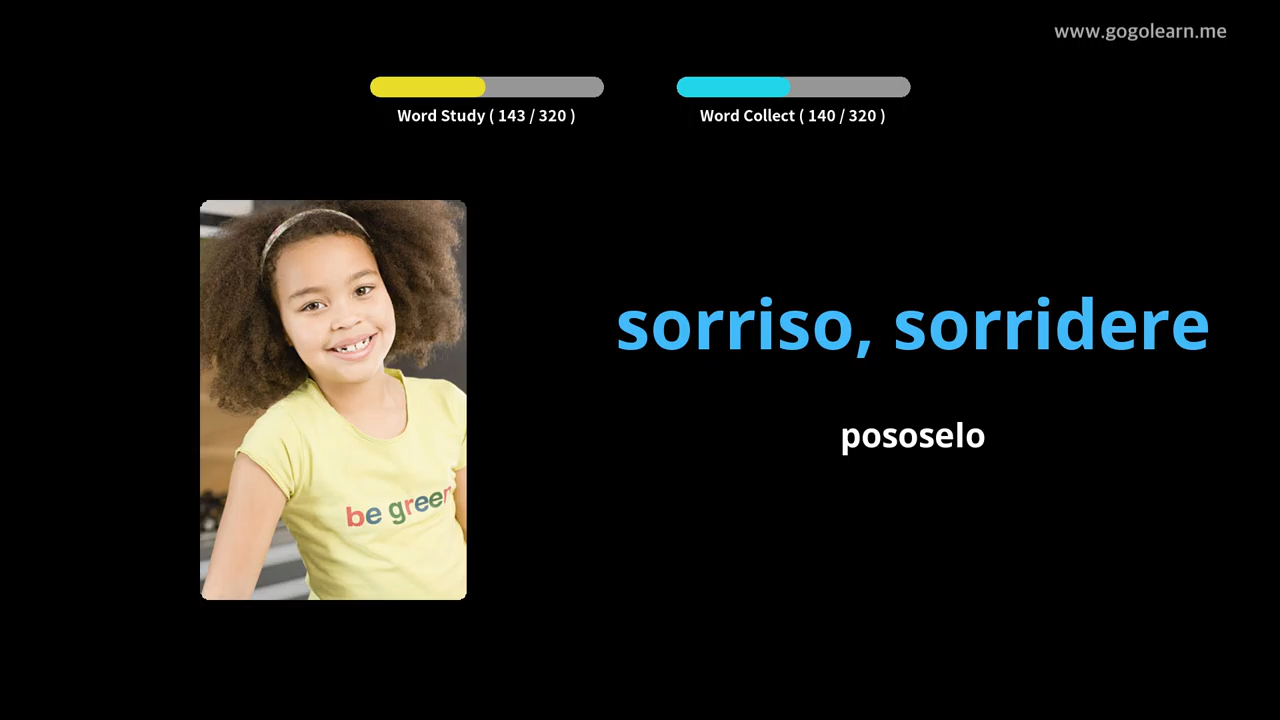 www.gogolearn.me
Word Study ( 143 / 320 )
Word Collect ( 140 / 320 )
sorriso, sorridere
pososelo
be green